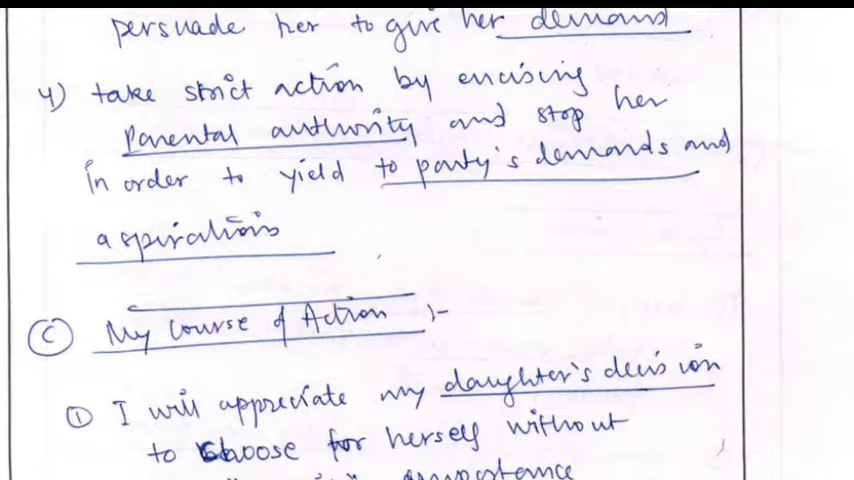 persuade her to give her demand
4) take strict action by encising
Parental authority and stop her
in order to yield to party's demands and
aspirations
(C) My Course of Action :-
① I will appreciate my daughter's decision
to choose for herself without
importance